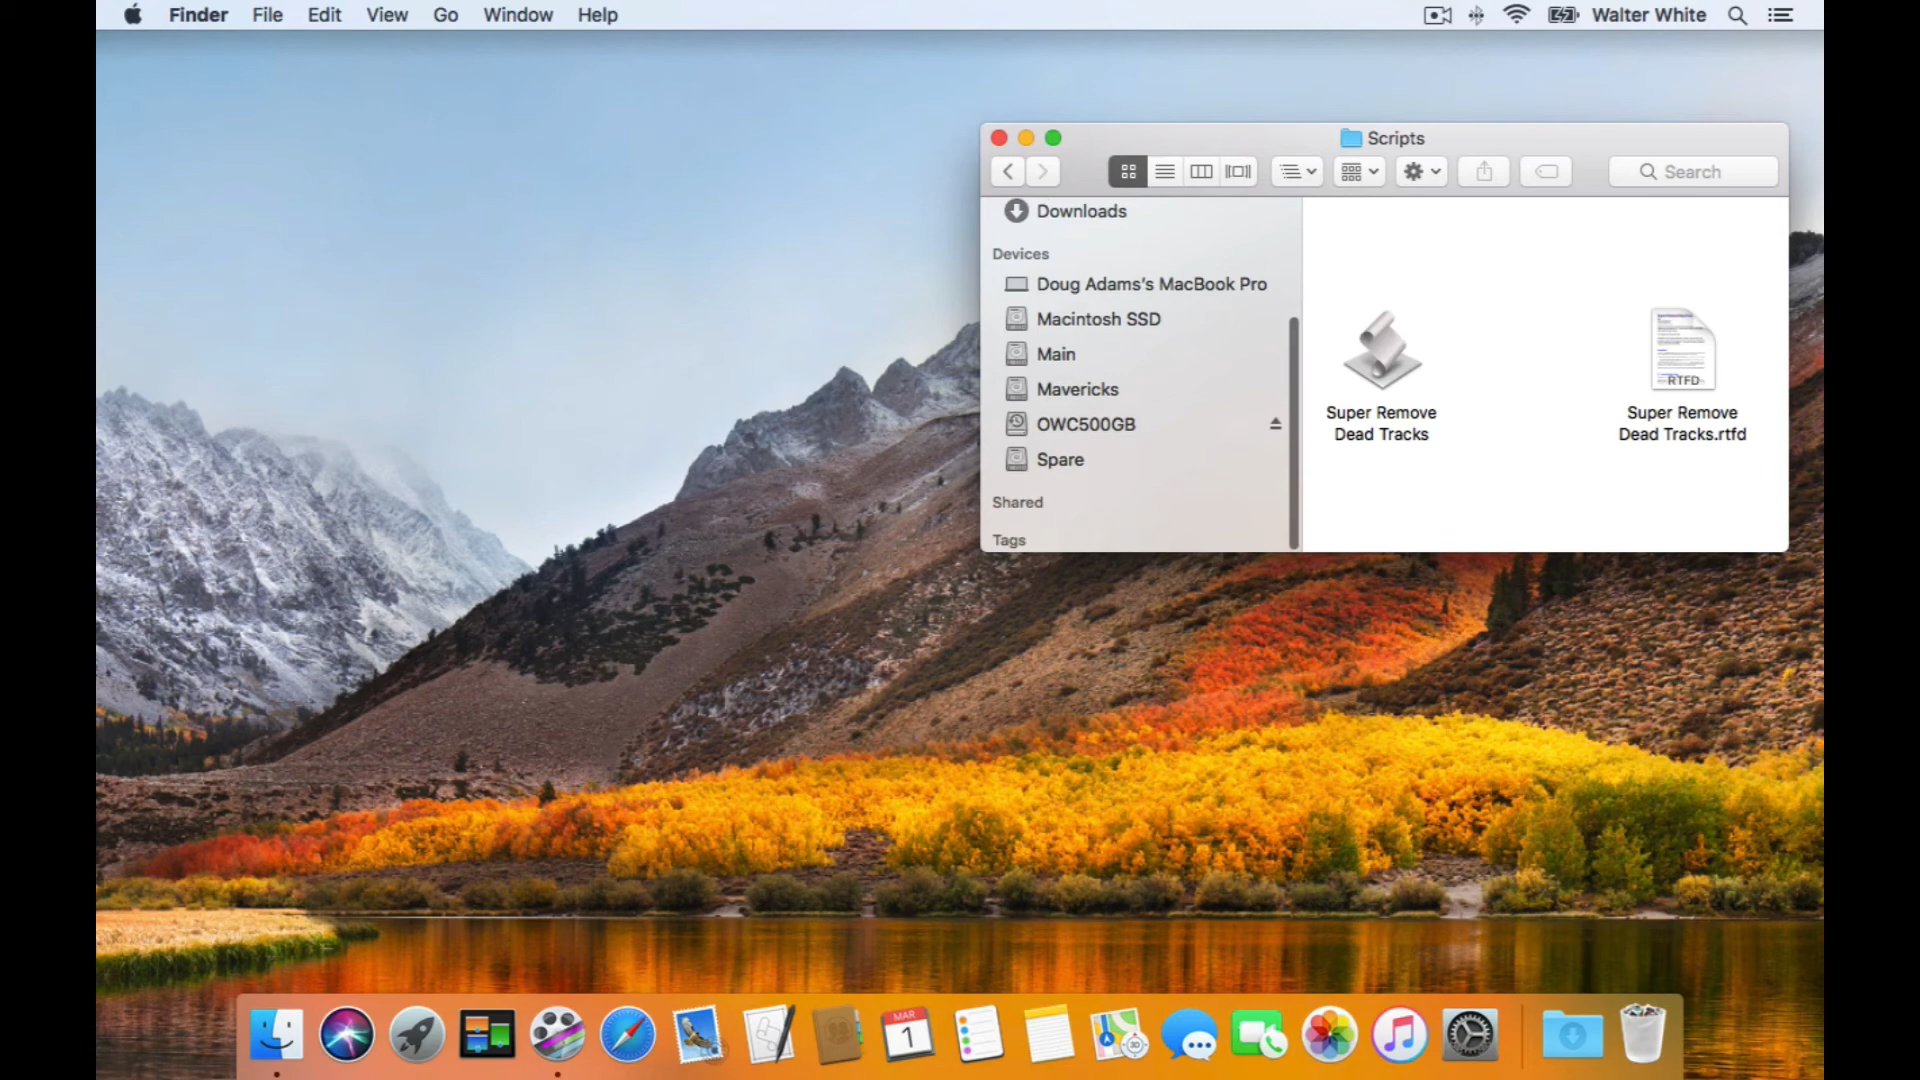 Finder File Edit View Go Window Help
Walter White
Scripts
Search
Downloads
Devices
Doug Adams's MacBook Pro
Macintosh SSD
Main
Mavericks
OWC500GB
Spare
Shared
Tags
RTFD
Super Remove
Dead Tracks
Super Remove
Dead Tracks.rtfd
MAR
1
3D